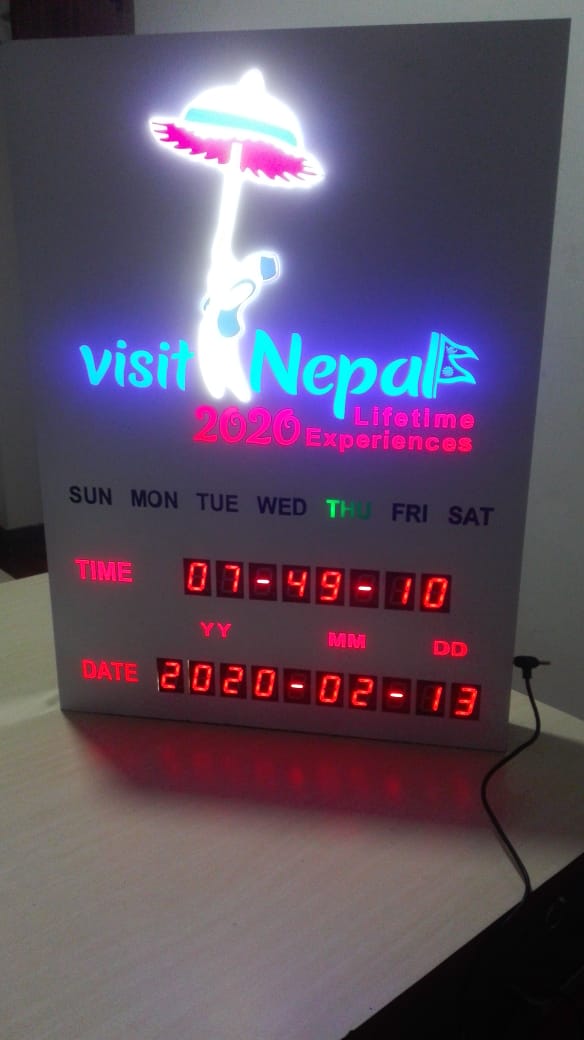 visit Nepal
2020 Lifetime Experiences
SUN MON TUE WED THU FRI SAT
TIME 07-49-10
YY MM DD
DATE 2020-02-13